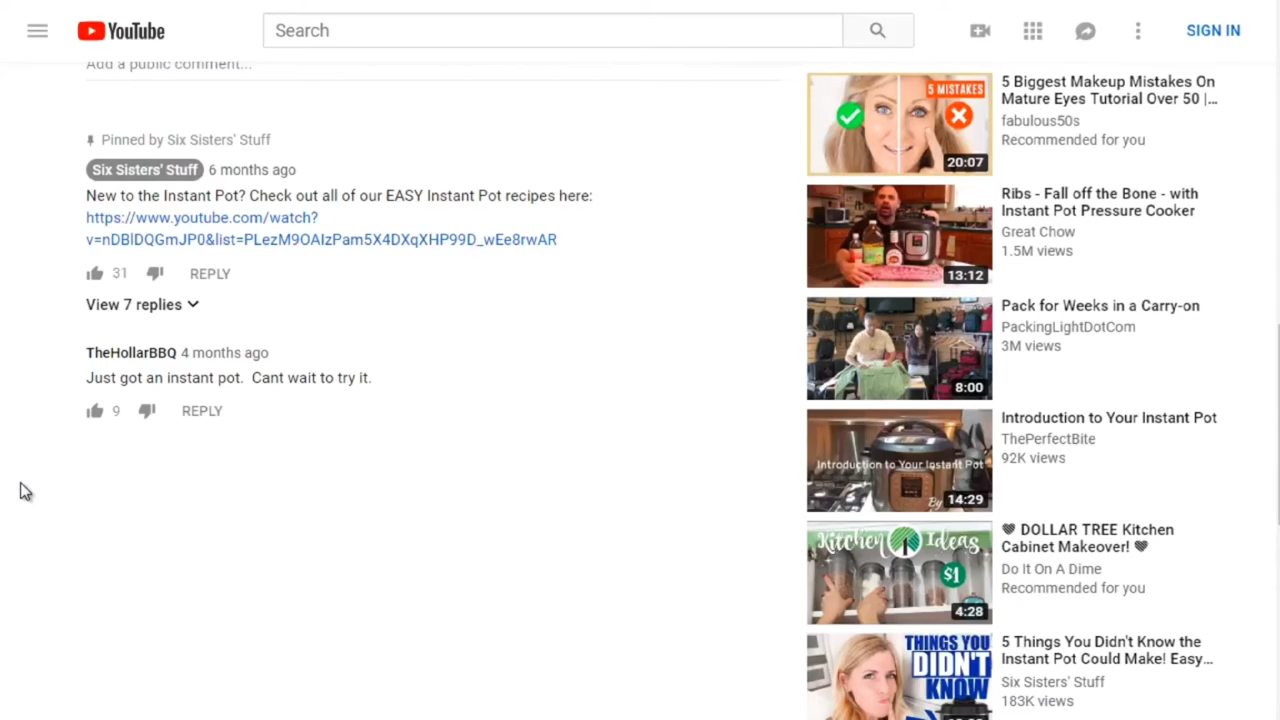 YouTube
Search
SIGN IN
Add a public comment...
Pinned by Six Sisters' Stuff
Six Sisters' Stuff 6 months ago
New to the Instant Pot? Check out all of our EASY Instant Pot recipes here:
https://www.youtube.com/watch?
v=nDBlDQGmJP0&list=PLezM9OAIzPam5X4DXqXHP99D_wEe8rwAR
31 REPLY
View 7 replies
TheHollarBBQ 4 months ago
Just got an instant pot. Cant wait to try it.
9 REPLY
5 MISTAKES
20:07
5 Biggest Makeup Mistakes On
Mature Eyes Tutorial Over 50 |...
fabulous50s
Recommended for you
13:12
Ribs - Fall off the Bone - with
Instant Pot Pressure Cooker
Great Chow
1.5M views
8:00
Pack for Weeks in a Carry-on
PackingLightDotCom
3M views
Introduction to Your Instant Pot
By
14:29
Introduction to Your Instant Pot
ThePerfectBite
92K views
Kitchen Ideas
$1
4:28
🖤 DOLLAR TREE Kitchen
Cabinet Makeover! 🖤
Do It On A Dime
Recommended for you
THINGS YOU
DIDN'T
KNOW
5 Things You Didn't Know the
Instant Pot Could Make! Easy...
Six Sisters' Stuff
183K views